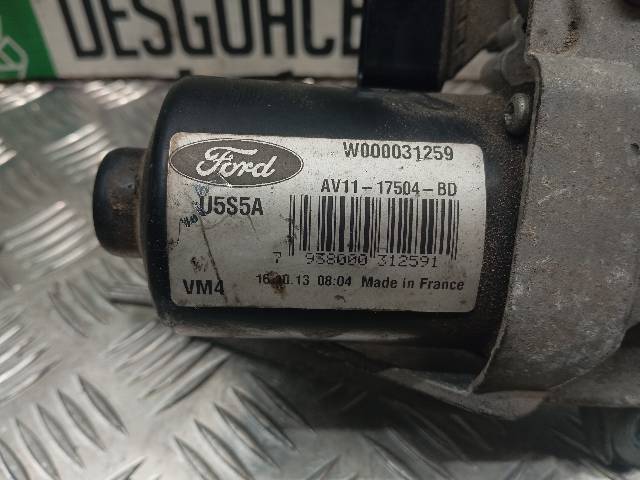 DESGUACE
Ford
W000031259
AV11-17504-BD
U5S5A
7 938000 312591
VM4
16.10.13 08:04 Made in France